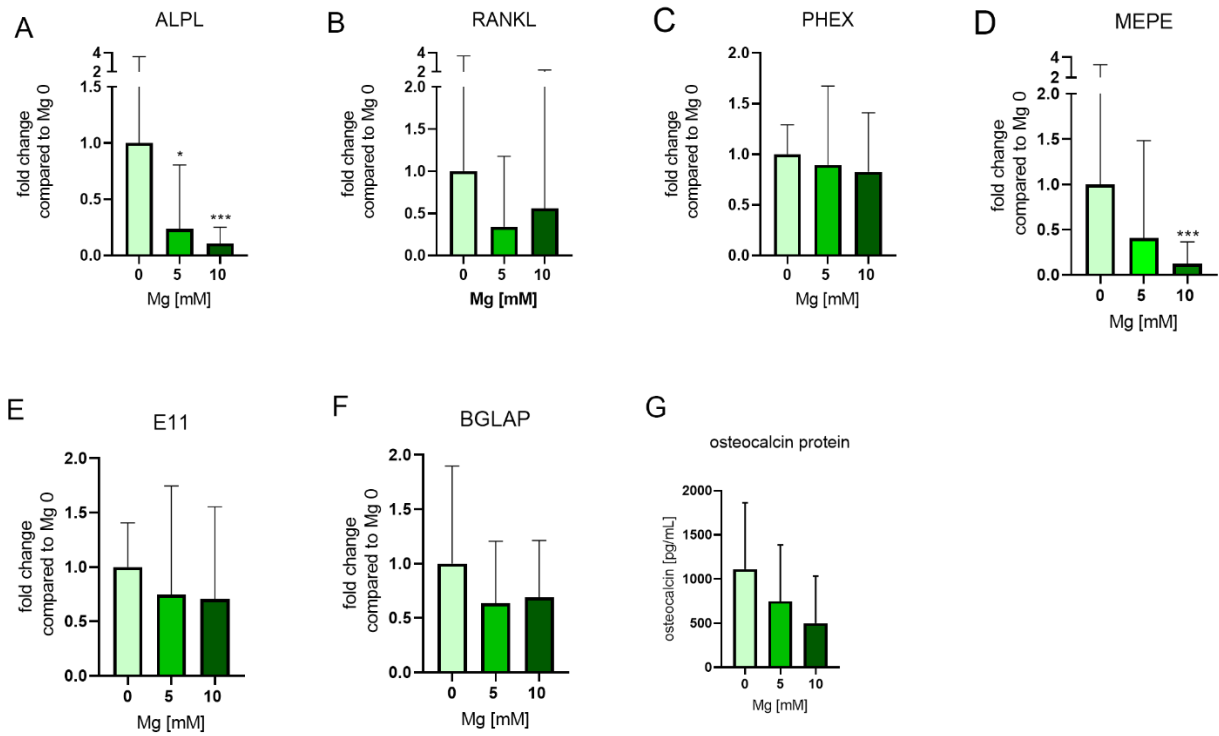 A
ALPL
fold change
compared to Mg 0
4
2
1.5
1.0
0.5
0.0
*
***
0 5 10
Mg [mM]
B
RANKL
fold change
compared to Mg 0
4
2
2.0
1.5
1.0
0.5
0.0
0 5 10
Mg [mM]
C
PHEX
fold change
compared to Mg 0
2.0
1.5
1.0
0.5
0.0
0 5 10
Mg [mM]
D
MEPE
fold change
compared to Mg 0
4
2
2.0
1.5
1.0
0.5
0.0
***
0 5 10
Mg [mM]
E
E11
fold change
compared to Mg 0
2.0
1.5
1.0
0.5
0.0
0 5 10
Mg [mM]
F
BGLAP
fold change
compared to Mg 0
2.0
1.5
1.0
0.5
0.0
0 5 10
Mg [mM]
G
osteocalcin protein
osteocalcin [pg/mL]
2000
1500
1000
500
0
0 5 10
Mg [mM]